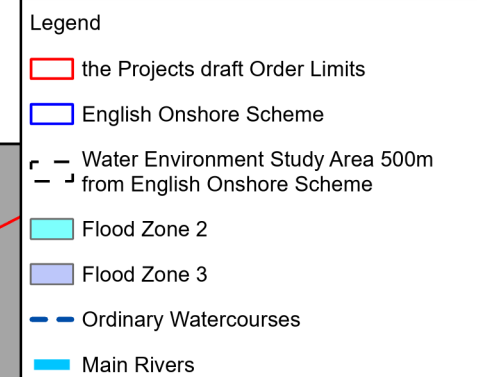 Legend
the Projects draft Order Limits
English Onshore Scheme
Water Environment Study Area 500m
from English Onshore Scheme
Flood Zone 2
Flood Zone 3
Ordinary Watercourses
Main Rivers